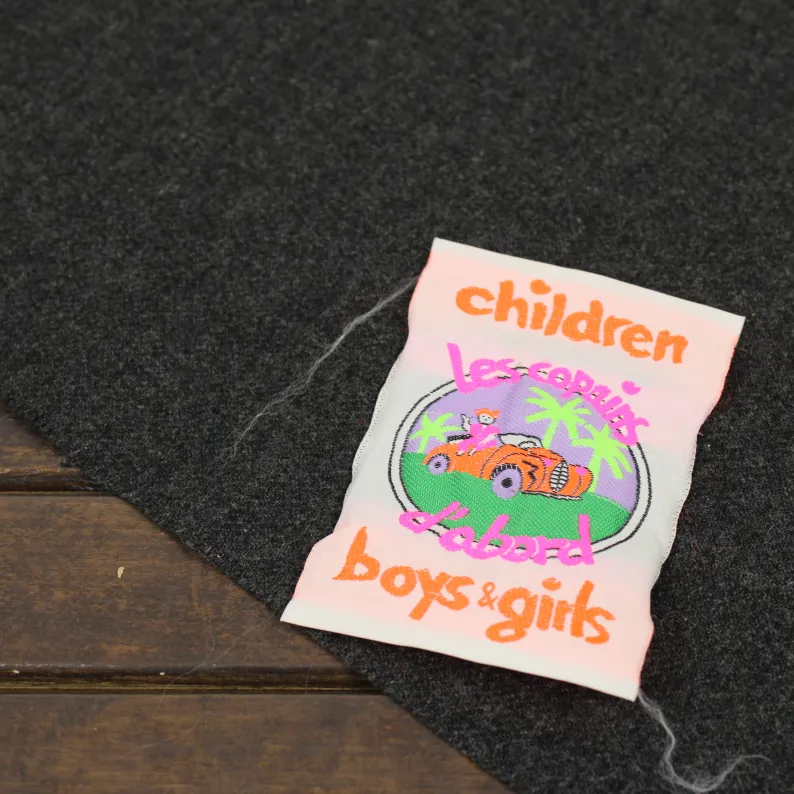 children
Les copains
d'abord
boys & girls